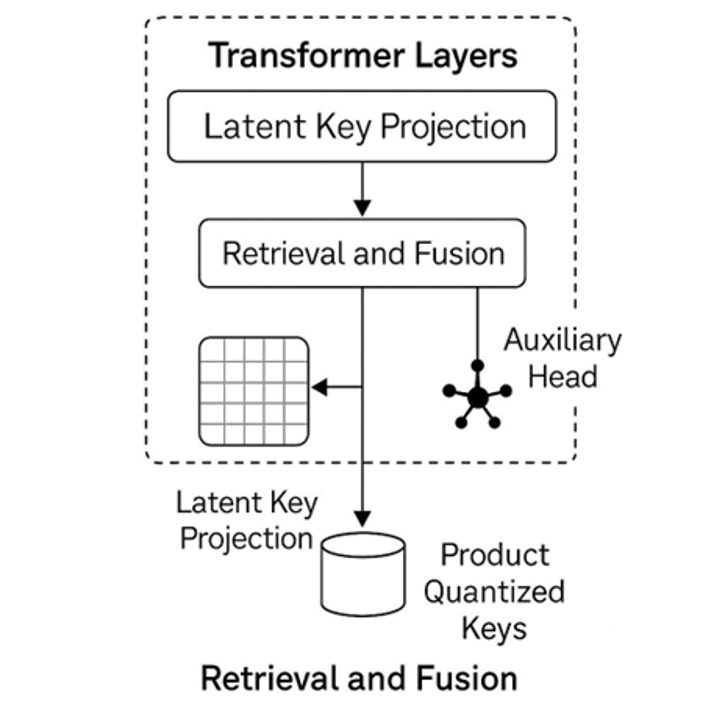 Transformer Layers
Latent Key Projection
Retrieval and Fusion
Auxiliary
Head
Latent Key
Projection
Product
Quantized
Keys
Retrieval and Fusion